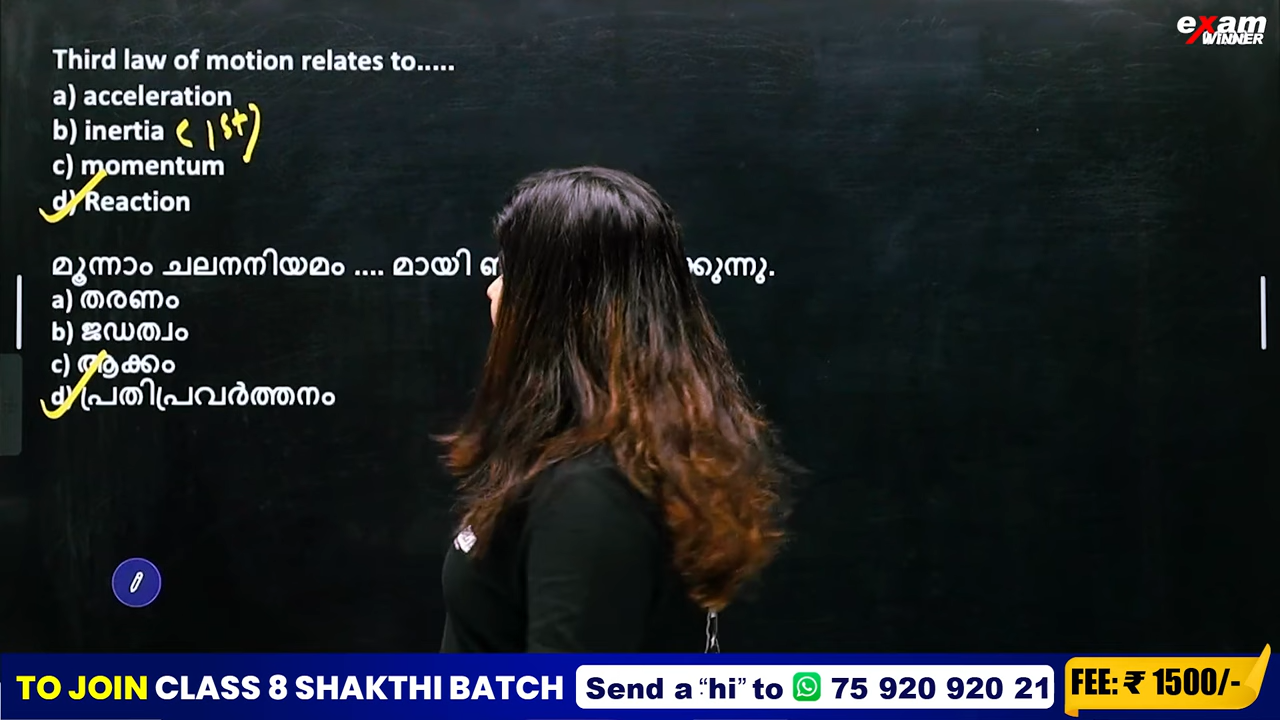 exam
WINNER
Third law of motion relates to.....
a) acceleration
b) inertia (1st)
c) momentum
d) Reaction
മൂന്നാം ചലനനിയമം .... മായി
a) തരണം
b) ജഡത്വം
c) ആക്കം
d) പ്രതിപ്രവർത്തനം
TO JOIN CLASS 8 SHAKTHI BATCH Send a “hi” to 75 920 920 21 FEE: ₹ 1500/-